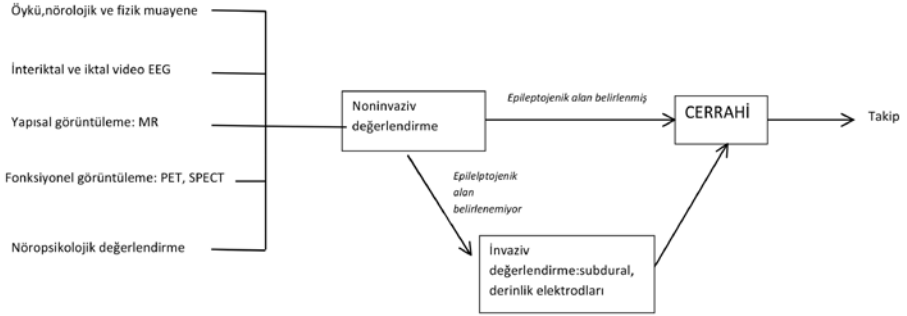 Öykü,nörolojik ve fizik muayene
İnteriktal ve iktal video EEG
Yapısal görüntüleme: MR
Fonksiyonel görüntüleme: PET, SPECT
Nöropsikolojik değerlendirme
Noninvaziv
değerlendirme
Epileptojenik alan belirlenmiş
CERRAHİ
Takip
Epilelptojenik
alan
belirlenemiyor
İnvaziv
değerlendirme:subdural,
derinlik elektrodları